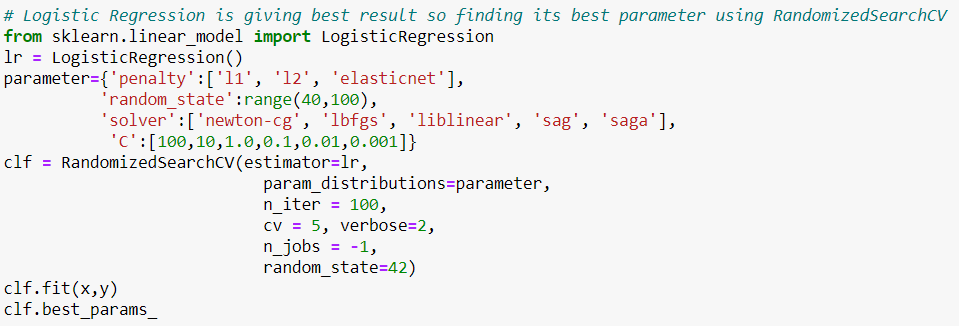 # Logistic Regression is giving best result so finding its best parameter using RandomizedSearchCV
from sklearn.linear_model import LogisticRegression
lr = LogisticRegression()
parameter={'penalty':['l1', 'l2', 'elasticnet'],
          'random_state':range(40,100),
          'solver':['newton-cg', 'lbfgs', 'liblinear', 'sag', 'saga'],
           'C':[100,10,1.0,0.1,0.01,0.001]}
clf = RandomizedSearchCV(estimator=lr,
                           param_distributions=parameter,
                           n_iter = 100,
                           cv = 5, verbose=2,
                           n_jobs = -1,
                           random_state=42)
clf.fit(x,y)
clf.best_params_